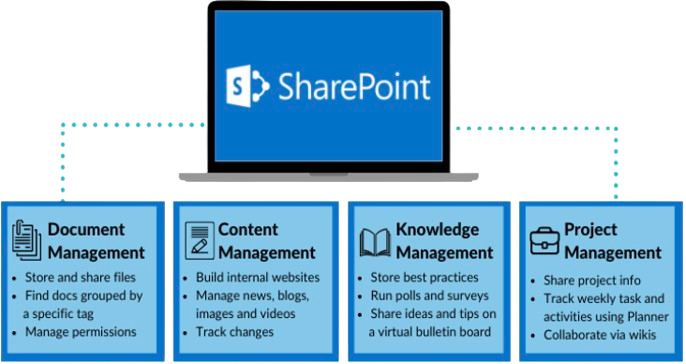 S
SharePoint
Document
Management
• Store and share files
• Find docs grouped by
a specific tag
• Manage permissions
Content
Management
• Build internal websites
• Manage news, blogs,
images and videos
• Track changes
Knowledge
Management
• Store best practices
• Run polls and surveys
• Share ideas and tips on
a virtual bulletin board
Project
Management
• Share project info
• Track weekly task and
activities using Planner
• Collaborate via wikis